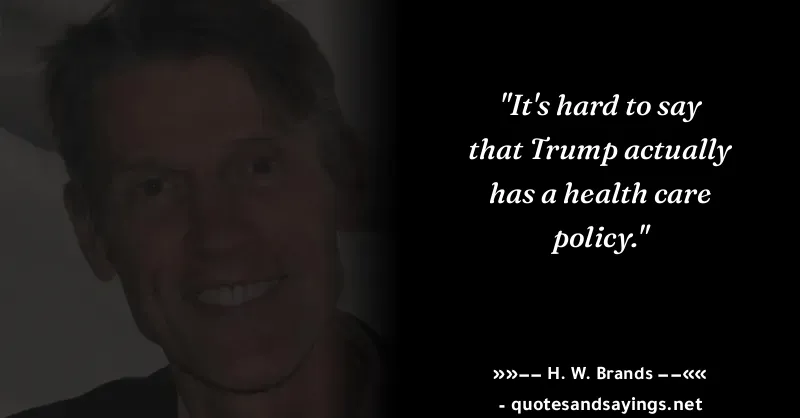 "It's hard to say
that Trump actually
has a health care
policy."
»»−− H. W. Brands −−««
- quotesandsayings.net